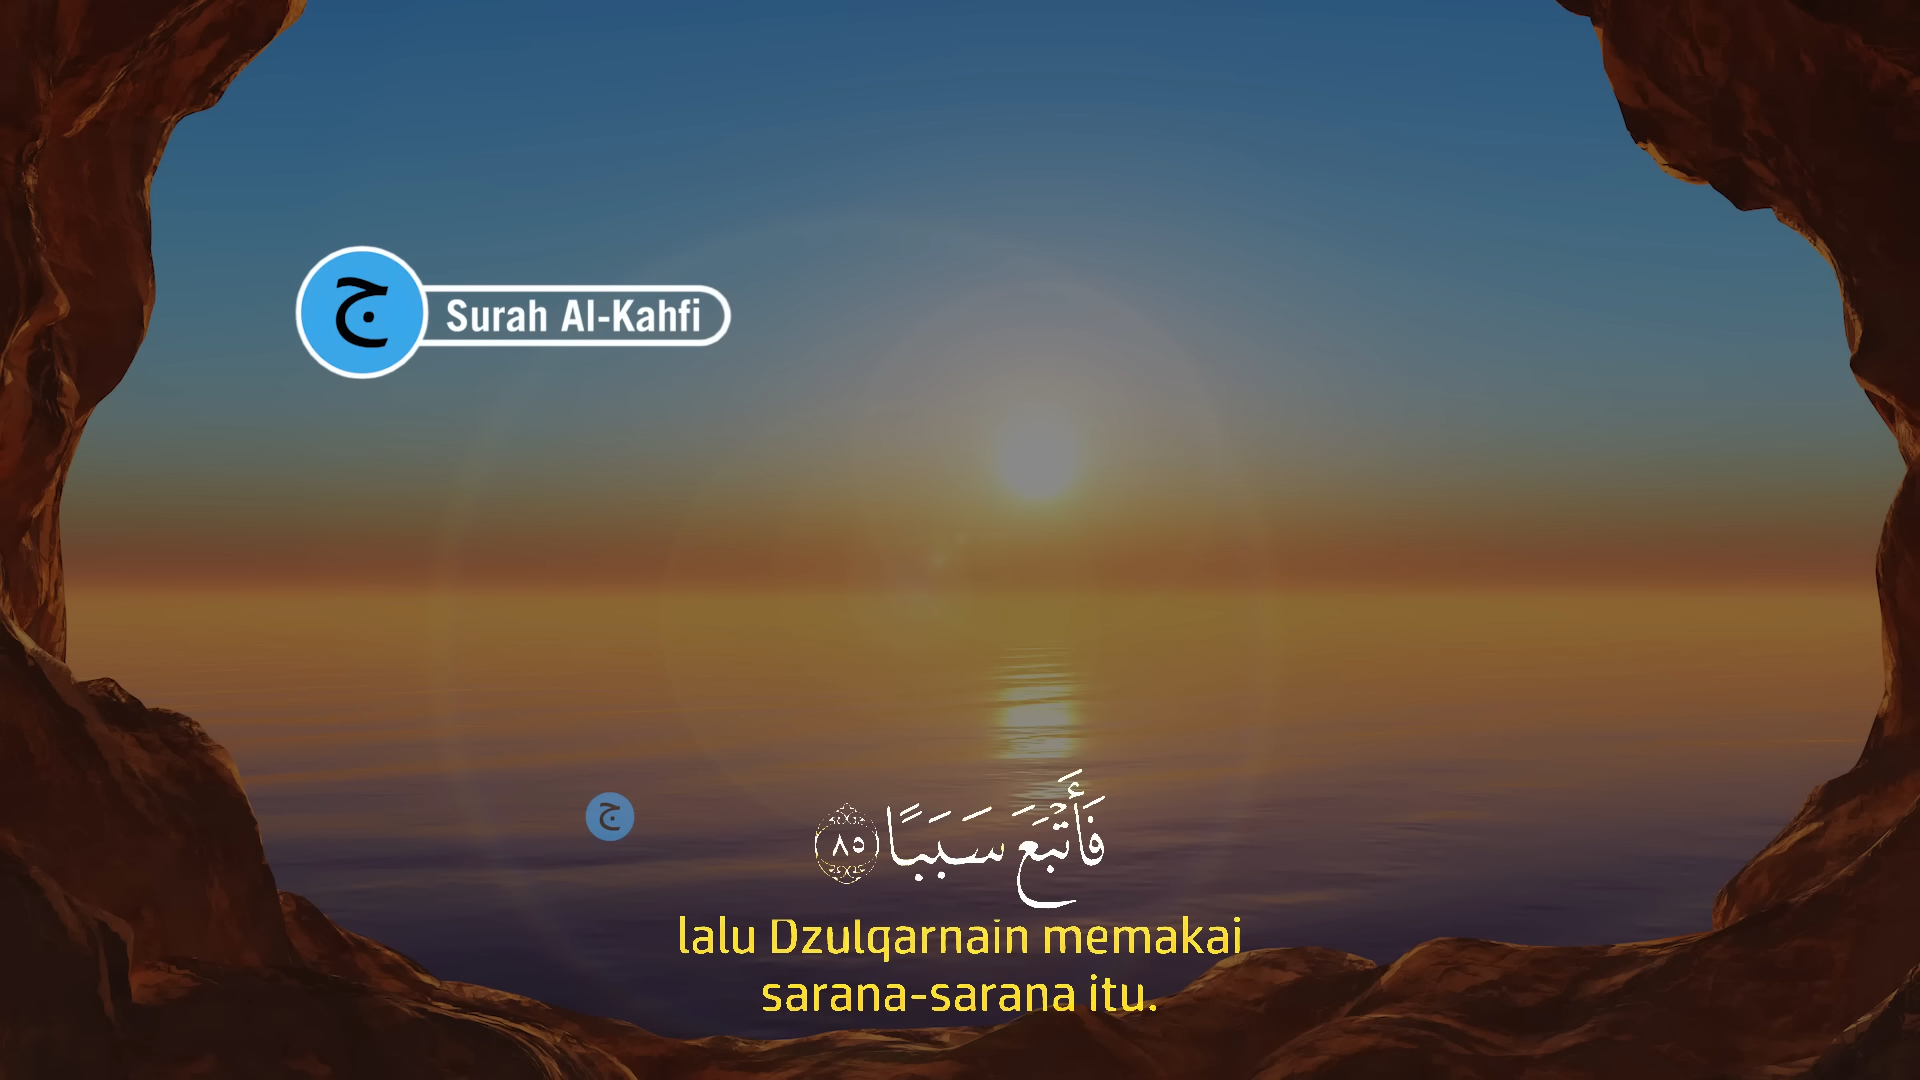 ج
Surah Al-Kahfi
ج
فَأَتْبَعَ سَبَبًا ٨٥
lalu Dzulqarnain memakai
sarana-sarana itu.